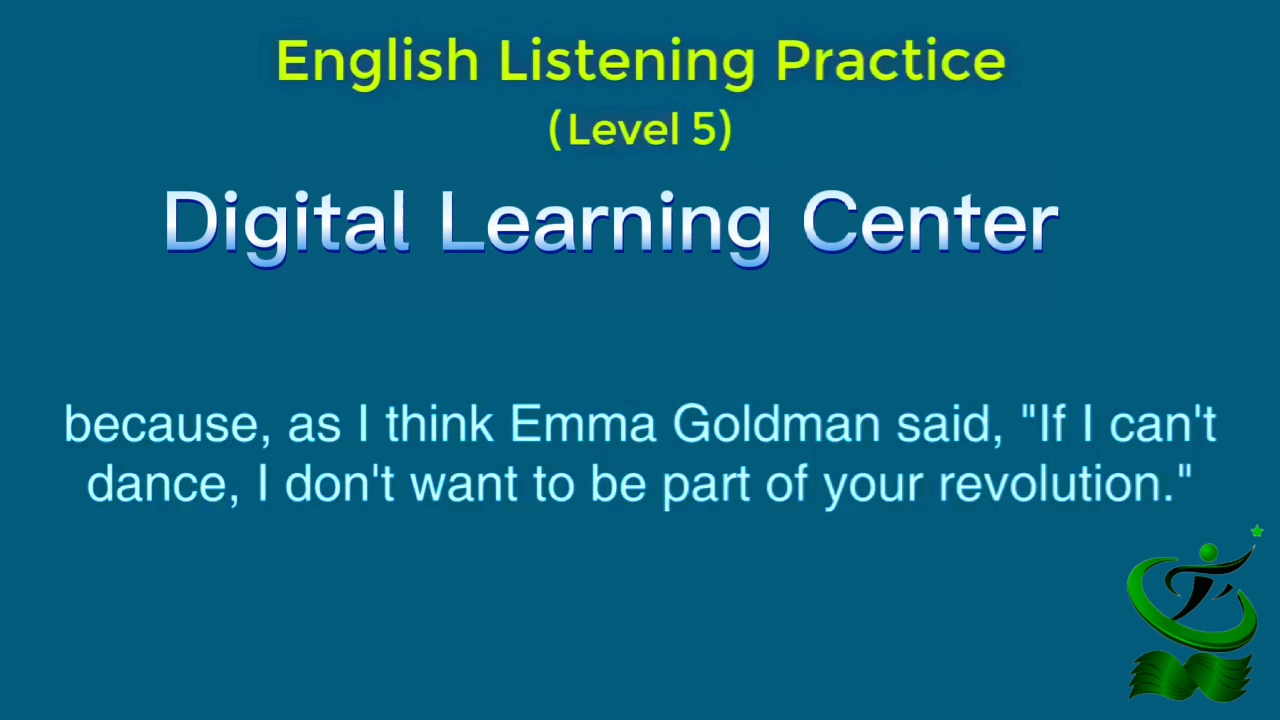 English Listening Practice
(Level 5)
Digital Learning Center
because, as I think Emma Goldman said, "If I can't
dance, I don't want to be part of your revolution."